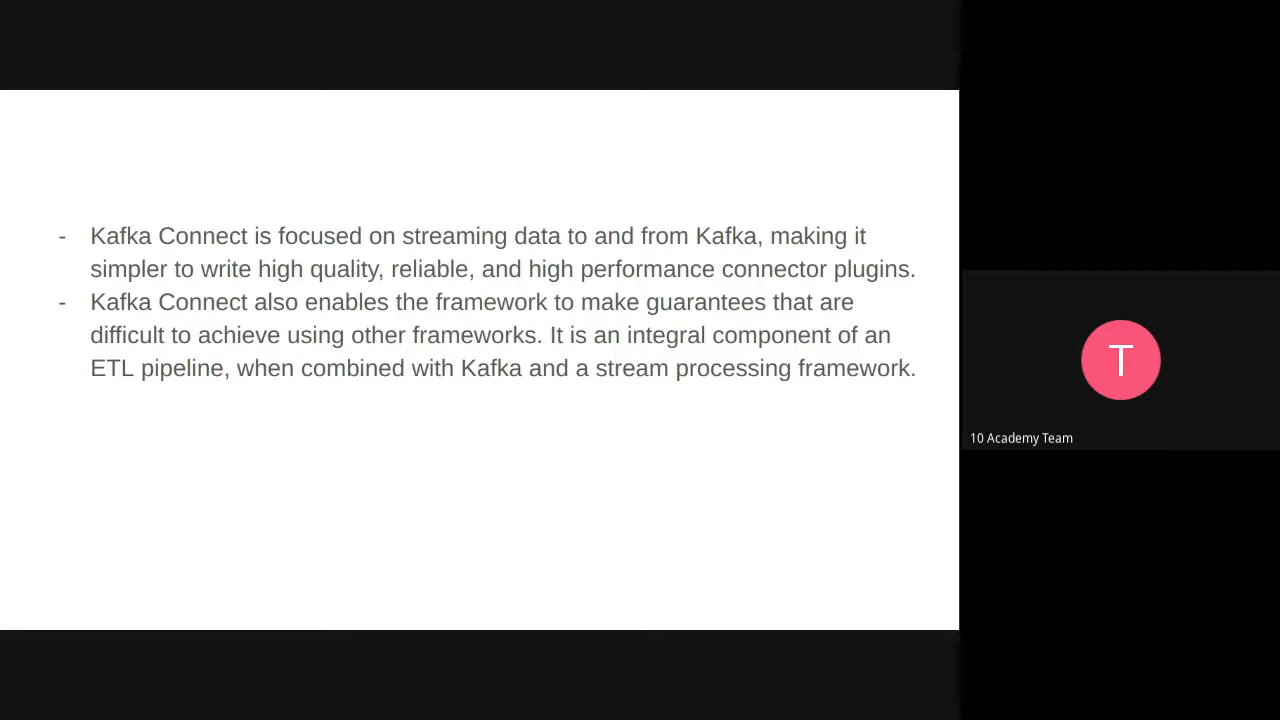 - Kafka Connect is focused on streaming data to and from Kafka, making it
simpler to write high quality, reliable, and high performance connector plugins.
- Kafka Connect also enables the framework to make guarantees that are
difficult to achieve using other frameworks. It is an integral component of an
ETL pipeline, when combined with Kafka and a stream processing framework.
T
10 Academy Team